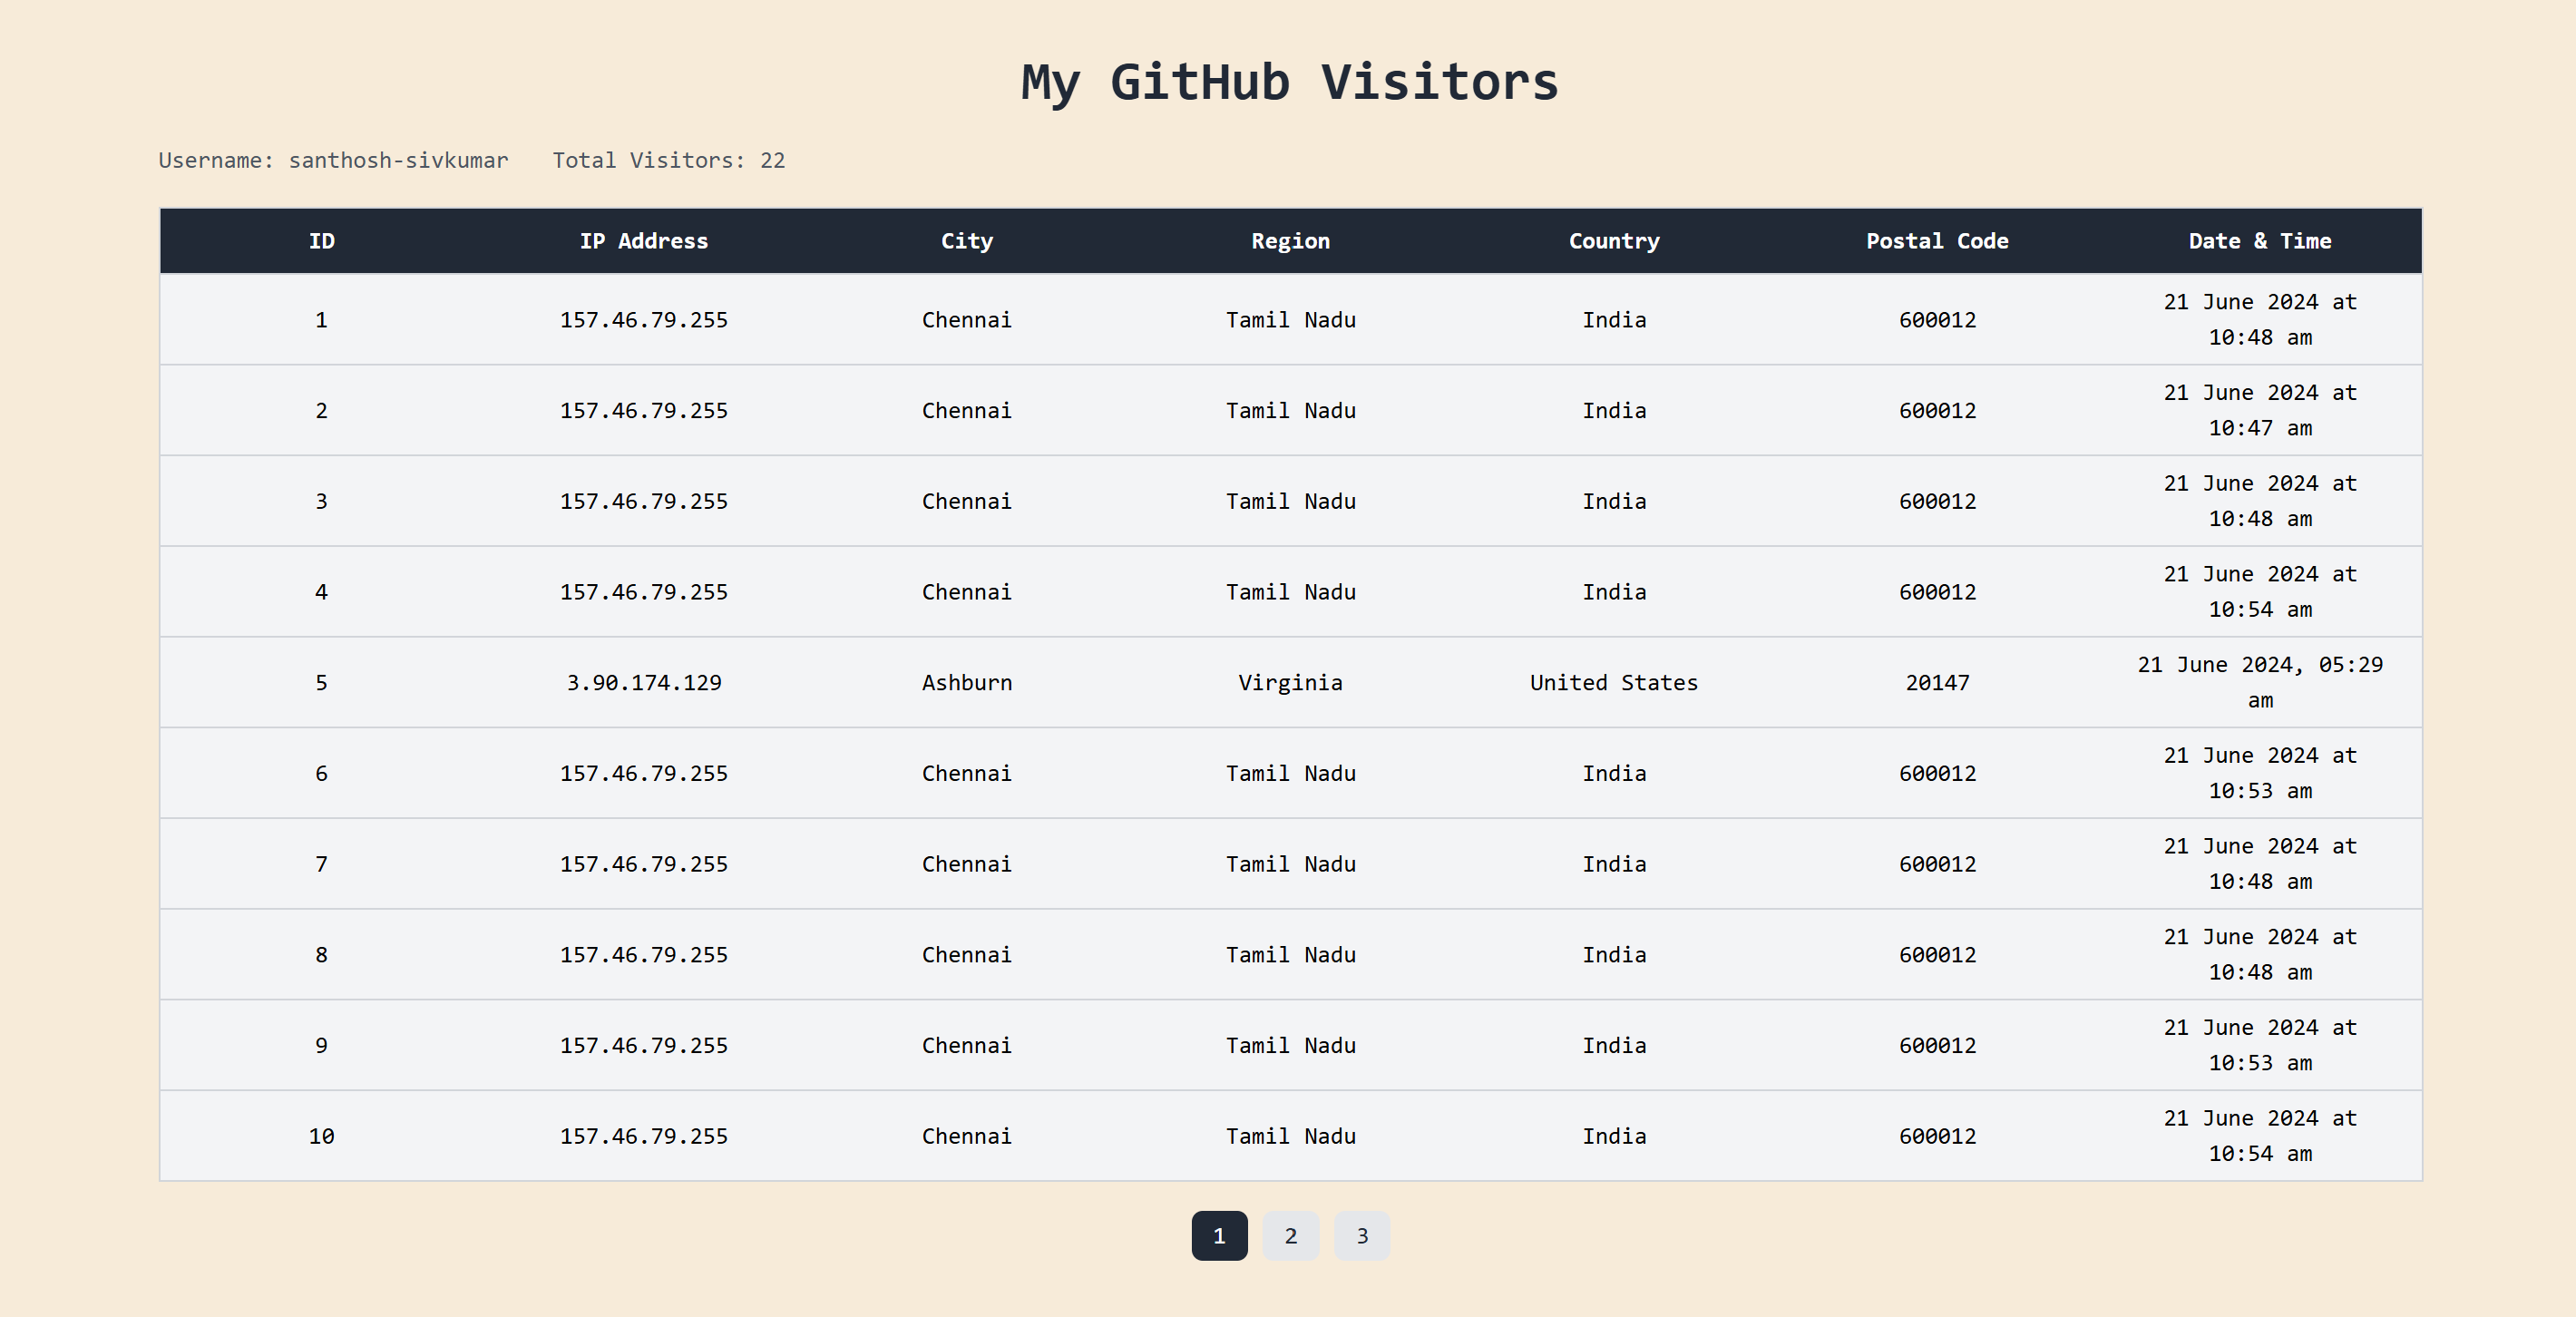 My GitHub Visitors
Username: santhosh-sivkumar Total Visitors: 22
ID IP Address City Region Country Postal Code Date & Time
1 157.46.79.255 Chennai Tamil Nadu India 600012 21 June 2024 at
10:48 am
2 157.46.79.255 Chennai Tamil Nadu India 600012 21 June 2024 at
10:47 am
3 157.46.79.255 Chennai Tamil Nadu India 600012 21 June 2024 at
10:48 am
4 157.46.79.255 Chennai Tamil Nadu India 600012 21 June 2024 at
10:54 am
5 3.90.174.129 Ashburn Virginia United States 20147 21 June 2024, 05:29
am
6 157.46.79.255 Chennai Tamil Nadu India 600012 21 June 2024 at
10:53 am
7 157.46.79.255 Chennai Tamil Nadu India 600012 21 June 2024 at
10:48 am
8 157.46.79.255 Chennai Tamil Nadu India 600012 21 June 2024 at
10:48 am
9 157.46.79.255 Chennai Tamil Nadu India 600012 21 June 2024 at
10:53 am
10 157.46.79.255 Chennai Tamil Nadu India 600012 21 June 2024 at
10:54 am
1 2 3